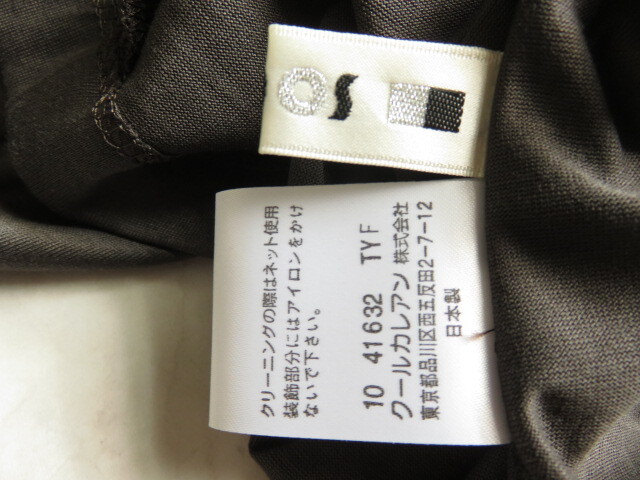 OS
クリーニングの際はネット使用
装飾部分にはアイロンをかけ
ないで下さい。
10 41632 TYF
クールカレアン 株式会社
東京都品川区西五反田2-7-12
日本製